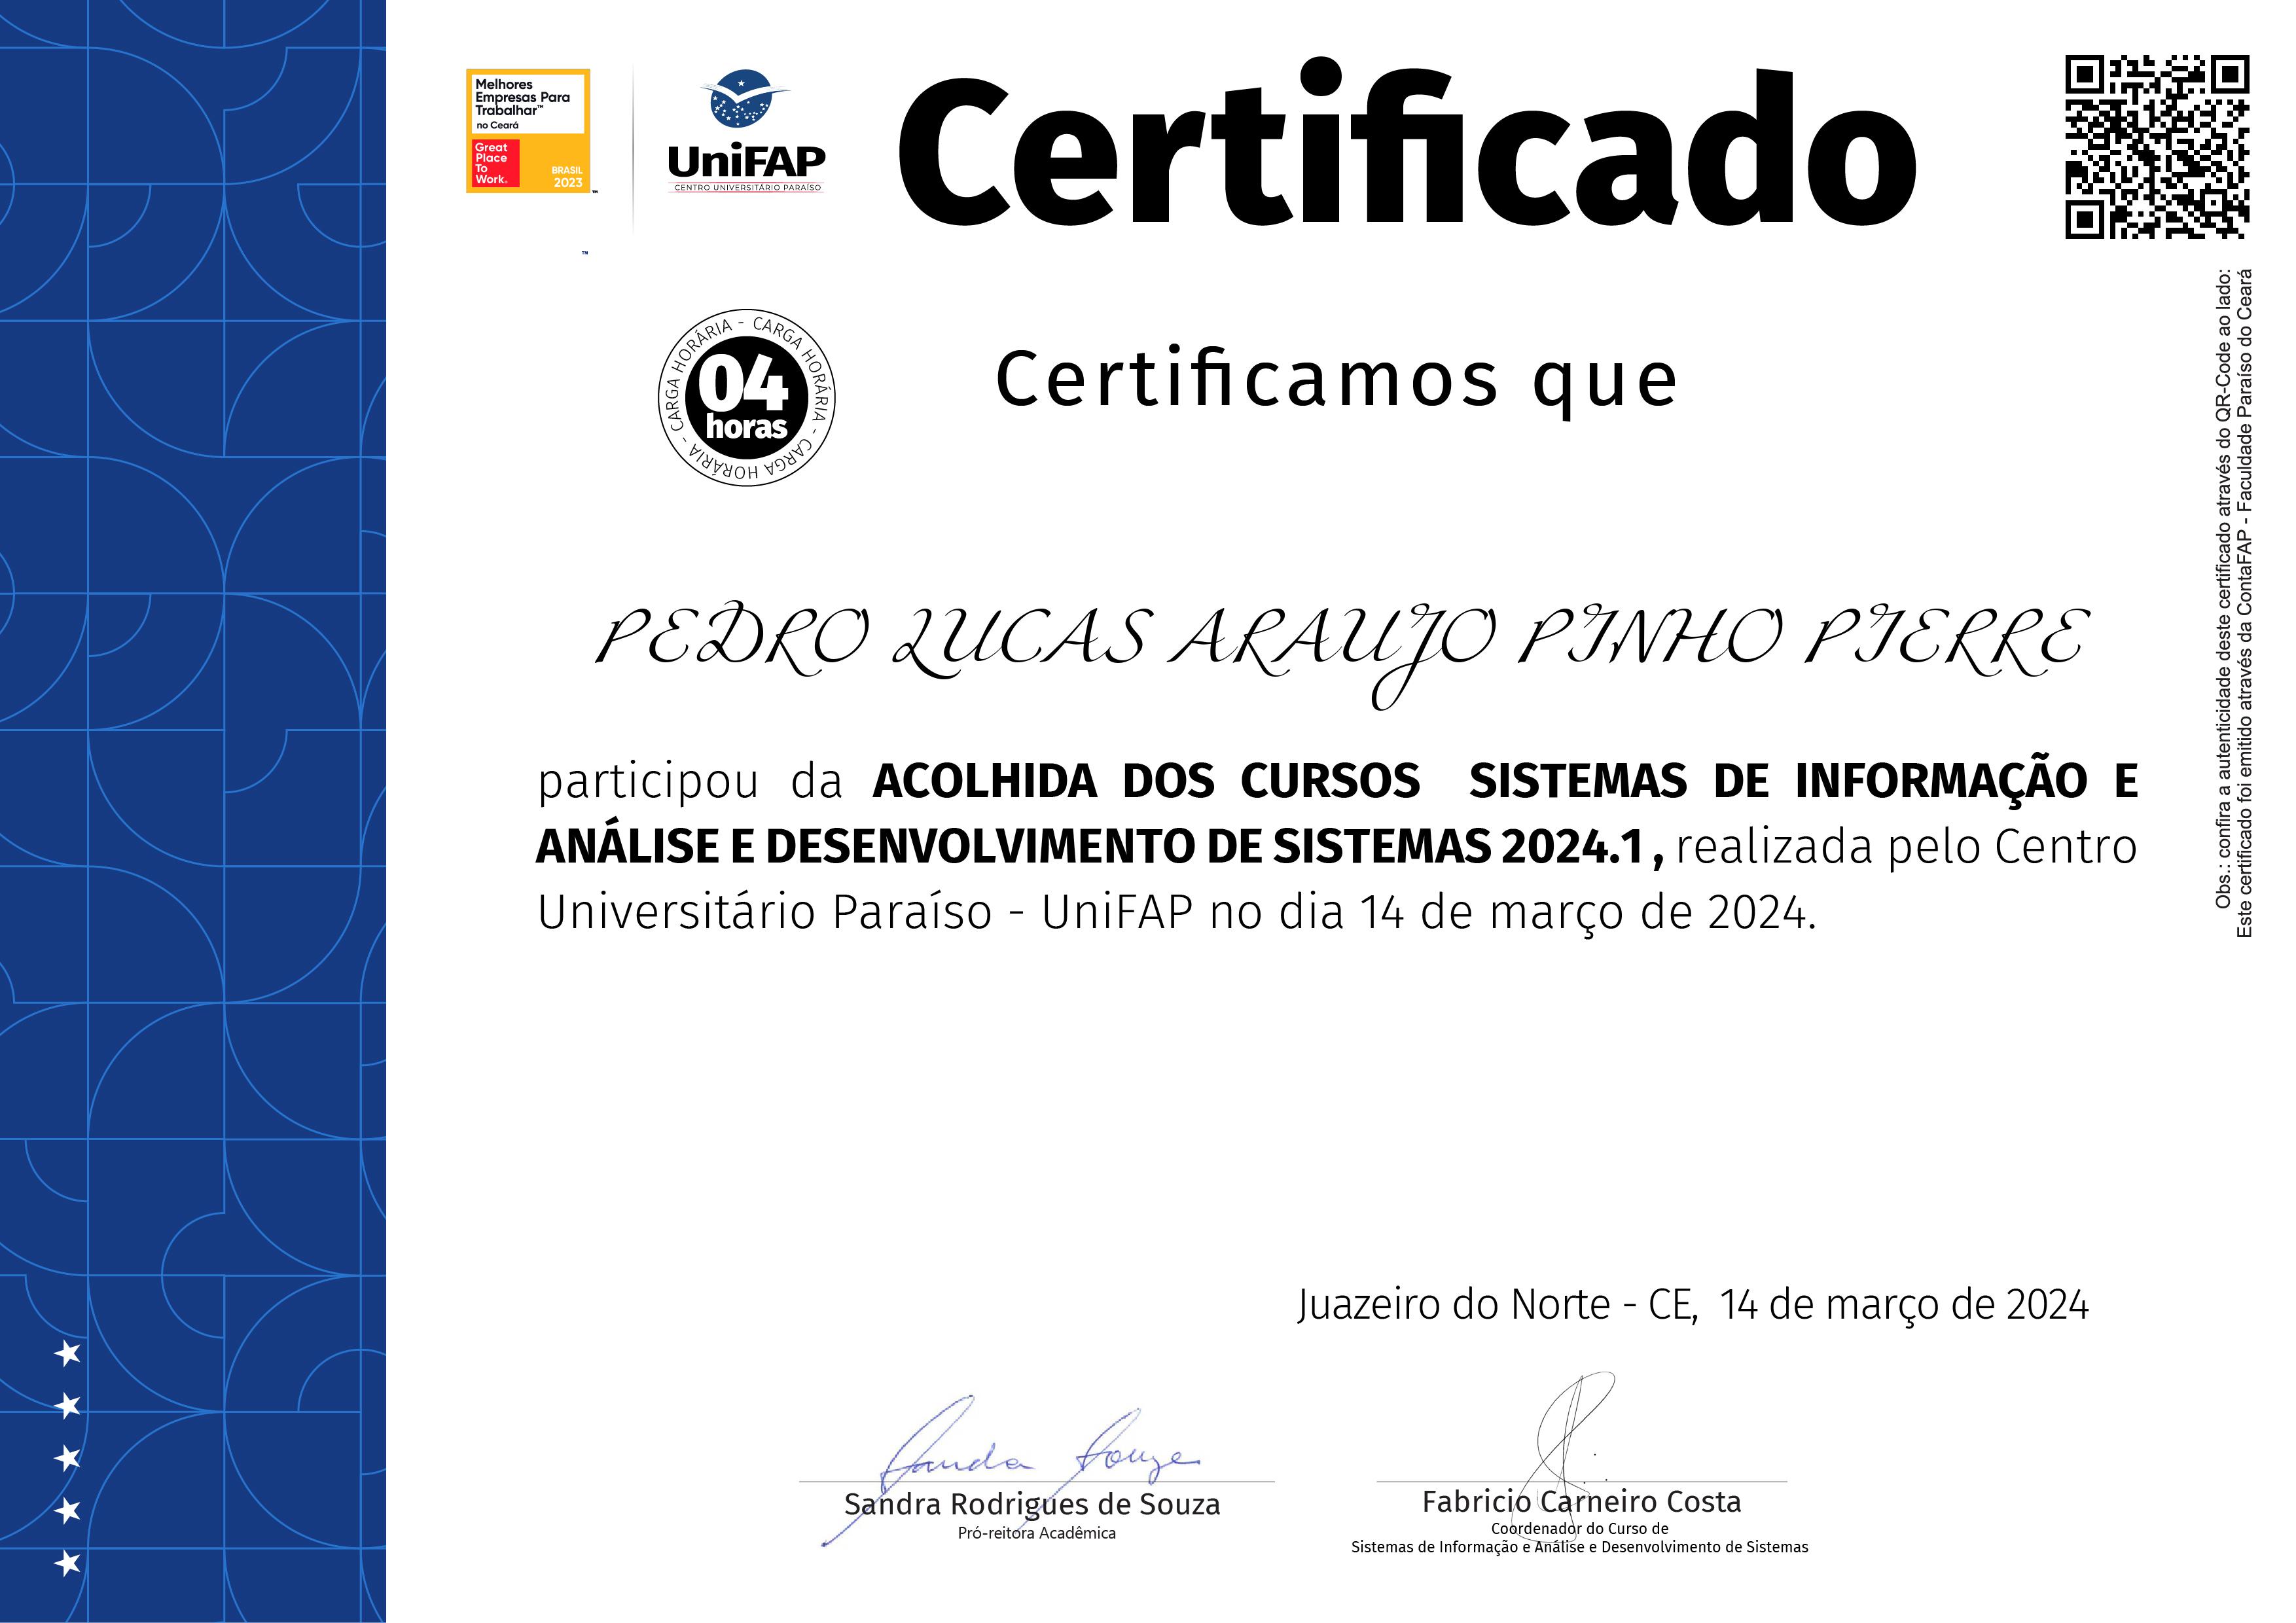 Melhores
Empresas Para
Trabalhar™
no Ceará
Great
Place
To
Work.
BRASIL
2023
™
UniFAP
CENTRO UNIVERSITÁRIO PARAÍSO
Certificado
™
CARGA HORÁRIA - CARGA HORÁRIA - CARGA HORÁRIA -
04
horas
Certificamos que
PEDRO LUCAS ARAUJO PINHO PIERRE
participou da ACOLHIDA DOS CURSOS SISTEMAS DE INFORMAÇÃO E
ANÁLISE E DESENVOLVIMENTO DE SISTEMAS 2024.1 , realizada pelo Centro
Universitário Paraíso - UniFAP no dia 14 de março de 2024.
Obs.: confira a autenticidade deste certificado através do QR-Code ao lado:
Este certificado foi emitido através da ContaFAP - Faculdade Paraíso do Ceará
Juazeiro do Norte - CE, 14 de março de 2024
Sanda Souza
Sandra Rodrigues de Souza
Pró-reitora Acadêmica
Fabricio Carneiro Costa
Coordenador do Curso de
Sistemas de Informação e Análise e Desenvolvimento de Sistemas